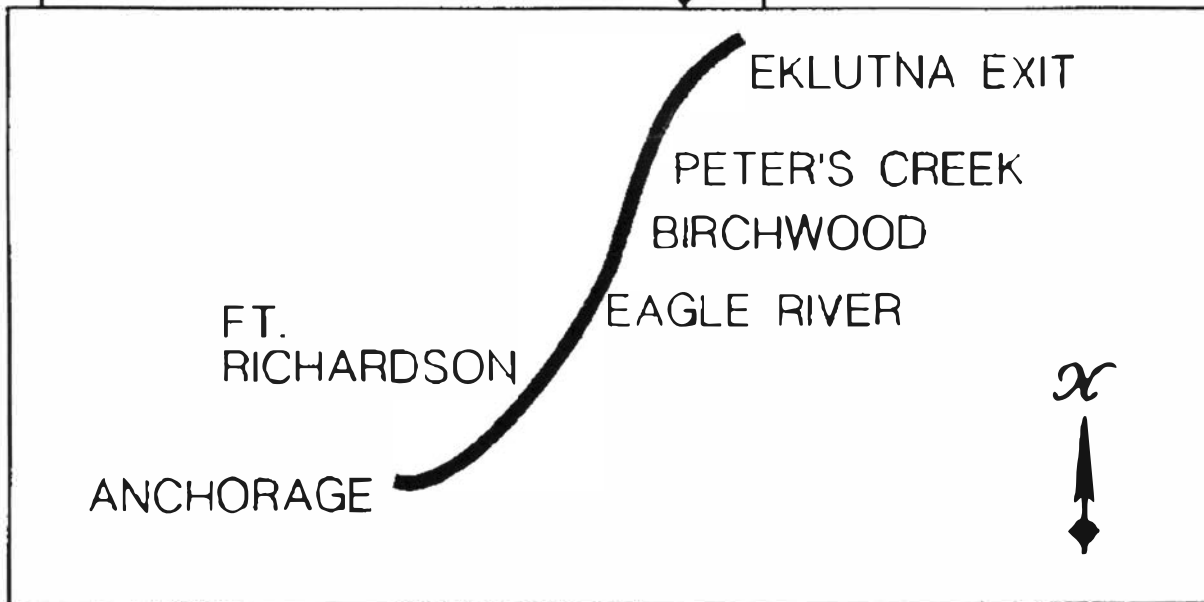 EKLUTNA EXIT
PETER'S CREEK
BIRCHWOOD
EAGLE RIVER
FT.
RICHARDSON
N
ANCHORAGE